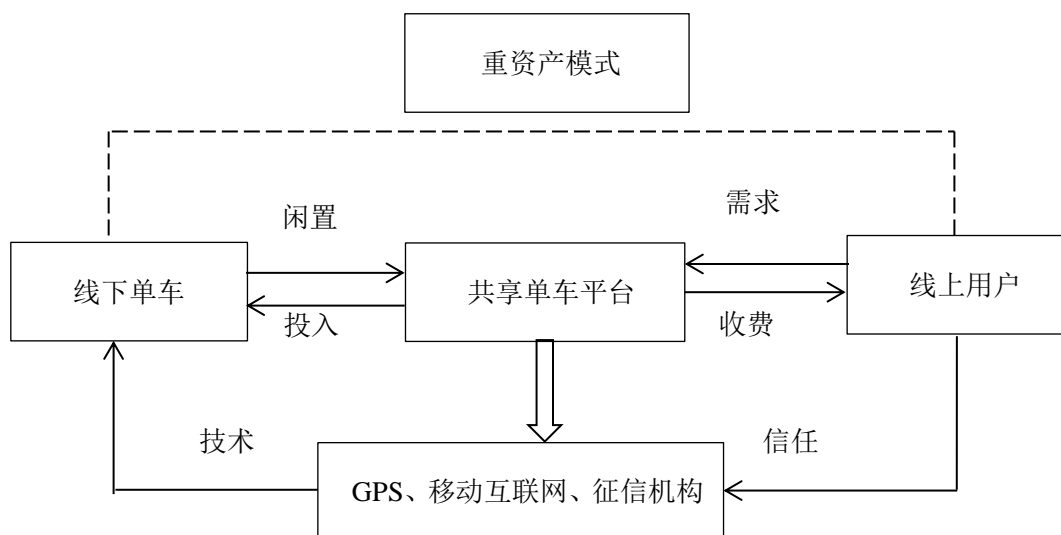 重资产模式
需求
闲置
线下单车
共享单车平台
线上用户
投入
收费
技术
信任
GPS、移动互联网、征信机构